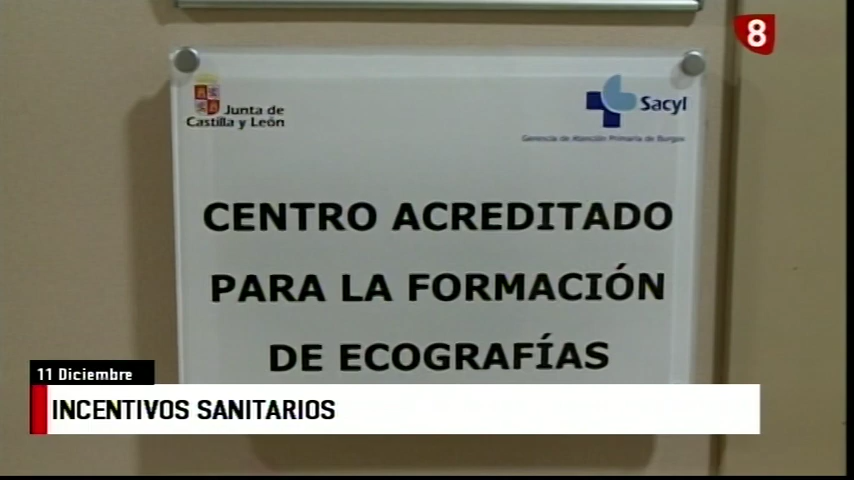 8
Junta de
Castilla y León
Sacyl
Gerencia de Atención Primaria de Burgos
CENTRO ACREDITADO
PARA LA FORMACIÓN
DE ECOGRAFÍAS
11 Diciembre
INCENTIVOS SANITARIOS